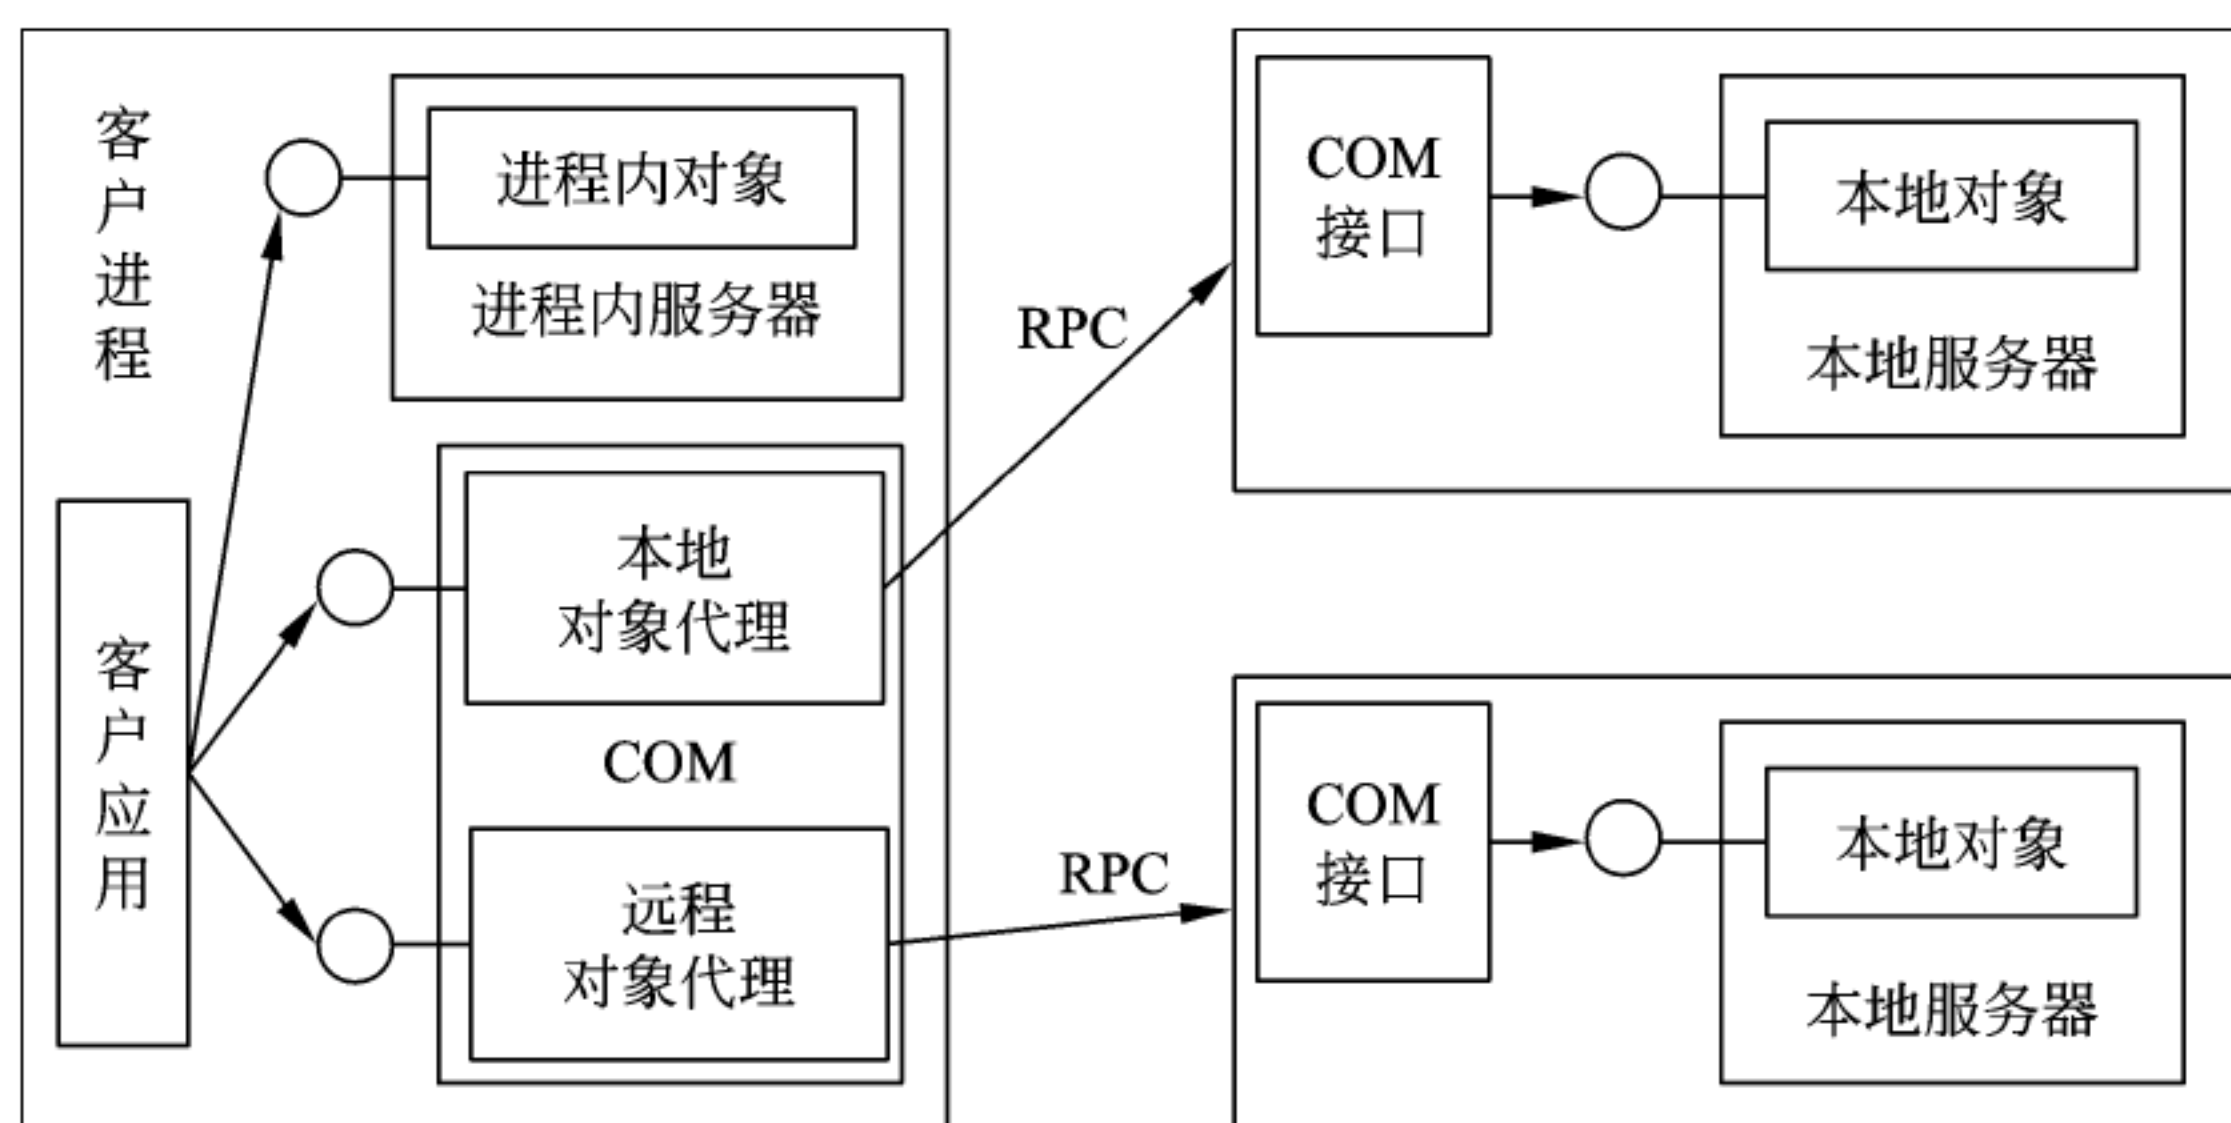 客户进程
进程内对象
进程内服务器
客户应用
本地
对象代理
COM
远程
对象代理
RPC
RPC
COM
接口
本地对象
本地服务器
COM
接口
本地对象
本地服务器